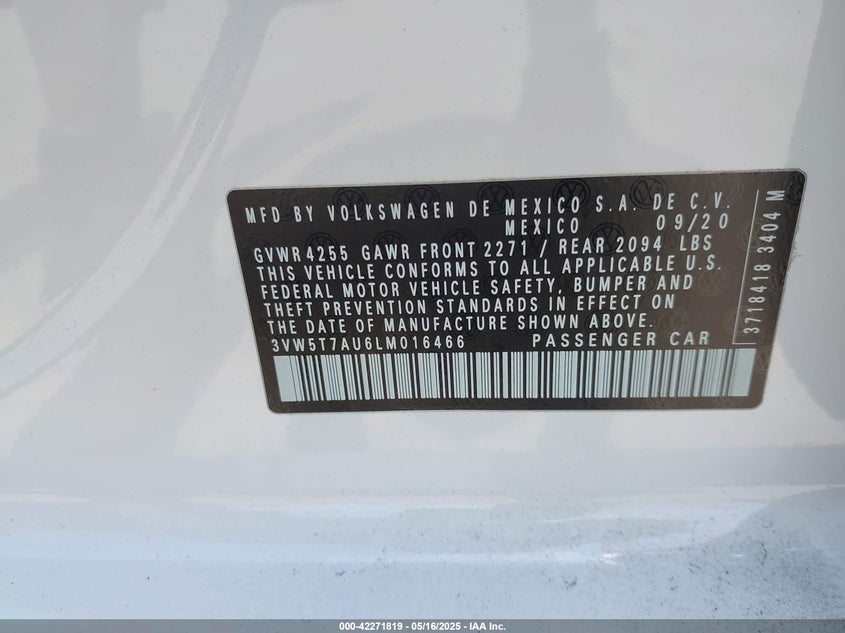 MFD BY VOLKSWAGEN DE MEXICO S.A. DE C.V.
MEXICO 09/20
GVWR 4255 GAWR FRONT 2271 / REAR 2094 LBS
THIS VEHICLE CONFORMS TO ALL APPLICABLE U.S.
FEDERAL MOTOR VEHICLE SAFETY, BUMPER AND
THEFT PREVENTION STANDARDS IN EFFECT ON
THE DATE OF MANUFACTURE SHOWN ABOVE.
3VW5T7AU6LM016466 PASSENGER CAR
3718418 3404 M
000-42271819 - 05/16/2025 - IAA Inc.